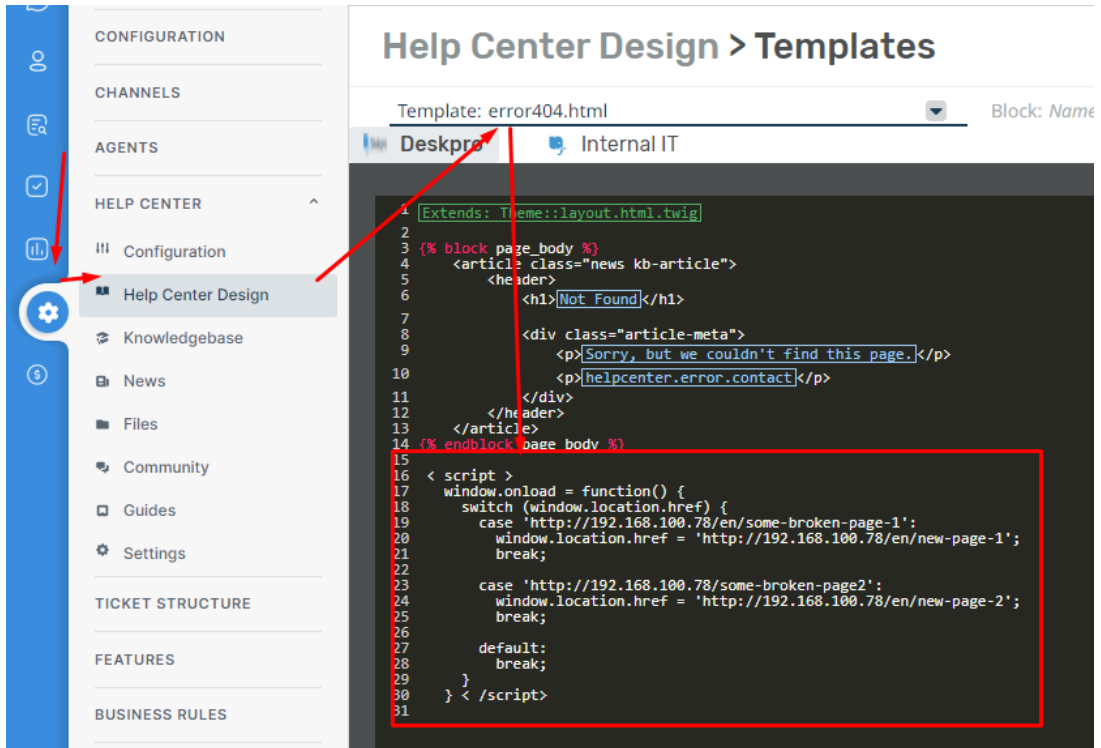 CONFIGURATION
CHANNELS
AGENTS
HELP CENTER
Configuration
Help Center Design
Knowledgebase
News
Files
Community
Guides
Settings
TICKET STRUCTURE
FEATURES
BUSINESS RULES
Help Center Design > Templates
Template: error404.html
Block: Name
Deskpro
Internal IT
1 Extends: Theme::layout.html.twig
2
3 {% block page_body %}
4 <article class="news kb-article">
5 <header>
6 <h1>Not Found</h1>
7
8 <div class="article-meta">
9 <p>Sorry, but we couldn't find this page.</p>
10 <p>helpcenter.error.contact</p>
11 </div>
12 </header>
13 </article>
14 {% endblock page_body %}
15
16 < script >
17 window.onload = function() {
18 switch (window.location.href) {
19 case 'http://192.168.100.78/en/some-broken-page-1':
20 window.location.href = 'http://192.168.100.78/en/new-page-1';
21 break;
22
23 case 'http://192.168.100.78/some-broken-page2':
24 window.location.href = 'http://192.168.100.78/en/new-page-2';
25 break;
26
27 default:
28 break;
29 }
30 } < /script>
31